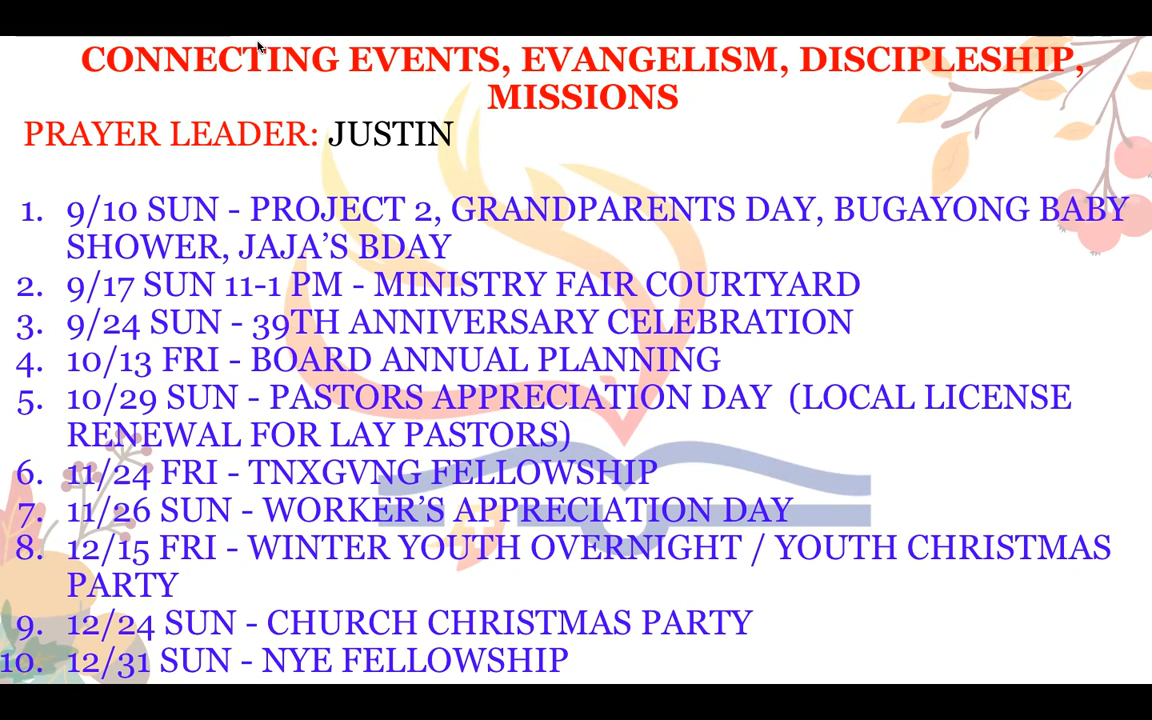 CONNECTING EVENTS, EVANGELISM, DISCIPLESHIP,
MISSIONS
PRAYER LEADER: JUSTIN
1. 9/10 SUN - PROJECT 2, GRANDPARENTS DAY, BUGAYONG BABY
SHOWER, JAJA’S BDAY
2. 9/17 SUN 11-1 PM - MINISTRY FAIR COURTYARD
3. 9/24 SUN - 39TH ANNIVERSARY CELEBRATION
4. 10/13 FRI - BOARD ANNUAL PLANNING
5. 10/29 SUN - PASTORS APPRECIATION DAY (LOCAL LICENSE
RENEWAL FOR LAY PASTORS)
6. 11/24 FRI - TNXGVNG FELLOWSHIP
7. 11/26 SUN - WORKER’S APPRECIATION DAY
8. 12/15 FRI - WINTER YOUTH OVERNIGHT / YOUTH CHRISTMAS
PARTY
9. 12/24 SUN - CHURCH CHRISTMAS PARTY
10. 12/31 SUN - NYE FELLOWSHIP